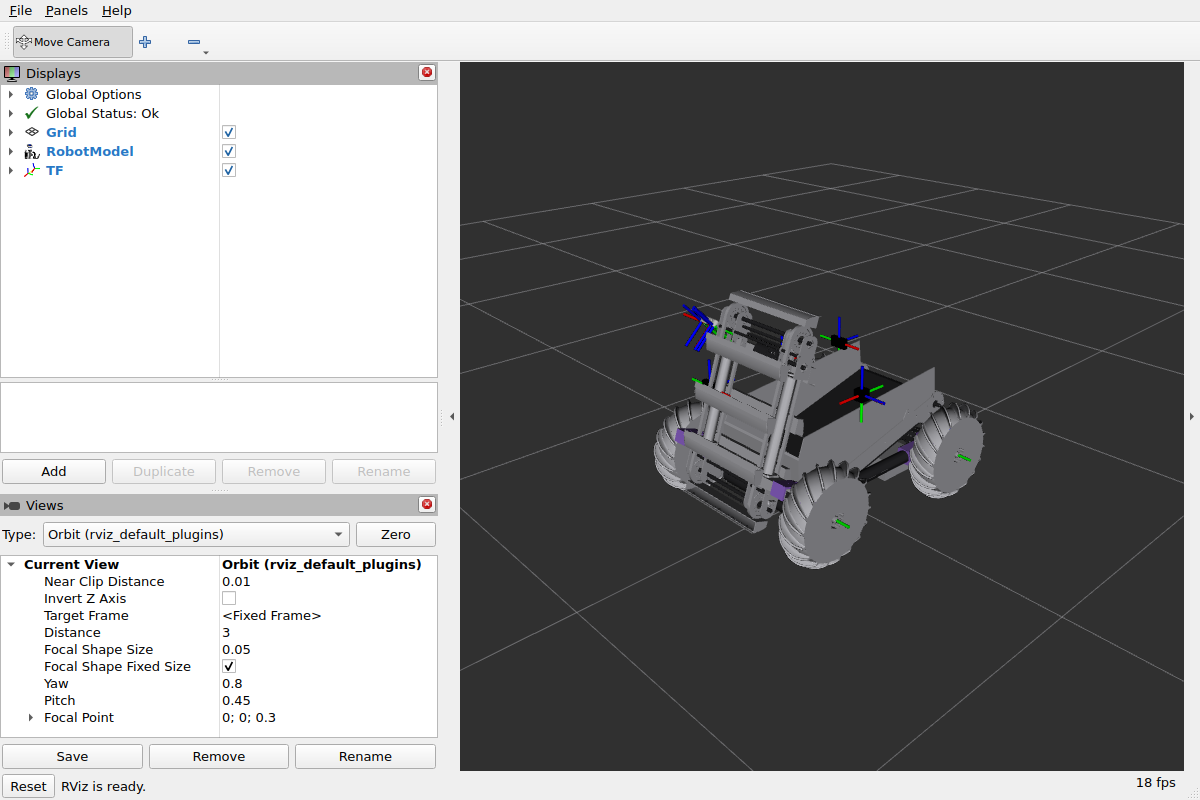 File Panels Help
Move Camera
Displays
Global Options
Global Status: Ok
Grid
RobotModel
TF
Add Duplicate Remove Rename
Views
Type: Orbit (rviz_default_plugins) Zero
Current View Orbit (rviz_default_plugins)
Near Clip Distance 0.01
Invert Z Axis
Target Frame <Fixed Frame>
Distance 3
Focal Shape Size 0.05
Focal Shape Fixed Size
Yaw 0.8
Pitch 0.45
Focal Point 0; 0; 0.3
Save Remove Rename
Reset RViz is ready. 18 fps